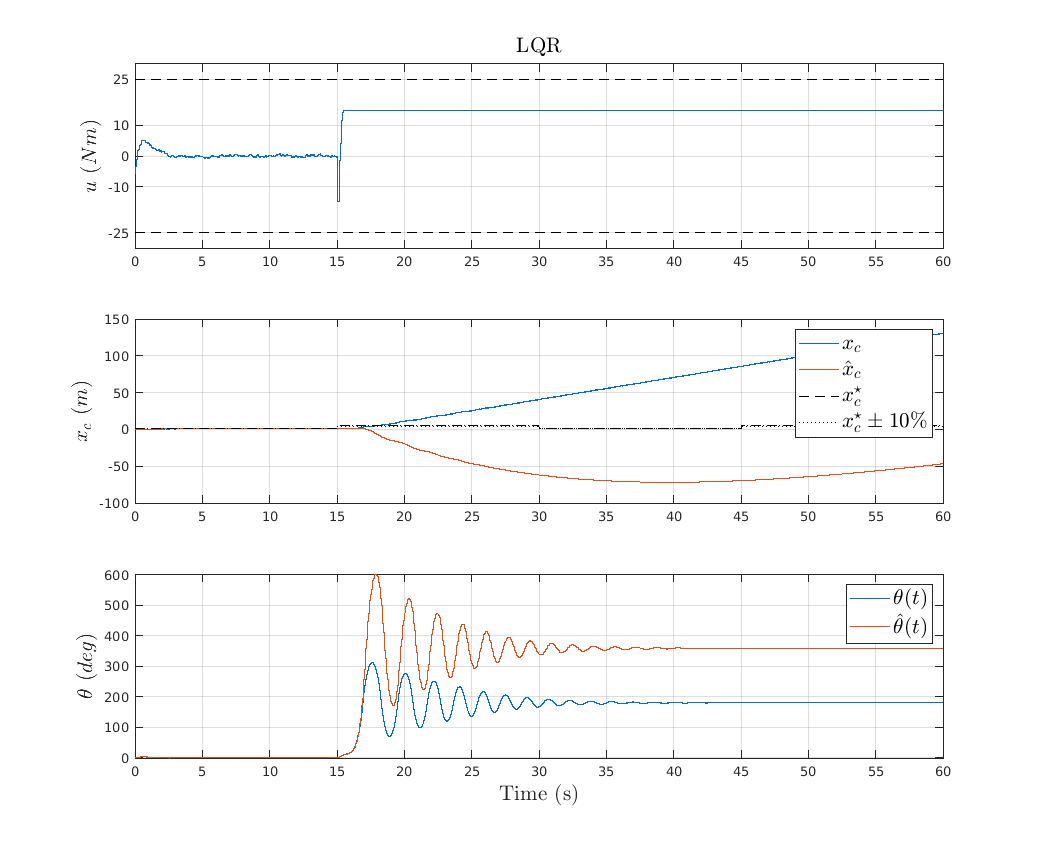 LQR
u (Nm)
25
10
0
-10
-25
0 5 10 15 20 25 30 35 40 45 50 55 60
x_c (m)
150
100
50
0
-50
-100
x_c
x̂_c
x_c^⋆
x_c^⋆ ± 10%
0 5 10 15 20 25 30 35 40 45 50 55 60
θ (deg)
600
500
400
300
200
100
0
θ(t)
θ̂(t)
0 5 10 15 20 25 30 35 40 45 50 55 60
Time (s)